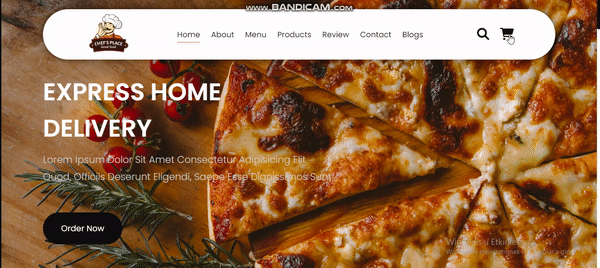 www.BANDICAM.com
CHEF'S PLACE
Home About Menu Products Review Contact Blogs
EXPRESS HOME
DELIVERY
Lorem Ipsum Dolor Sit Amet Consectetur Adipisicing Elit.
Quod, Officiis Deserunt Eligendi, Saepe Esse Dignissimos Sunt
Order Now